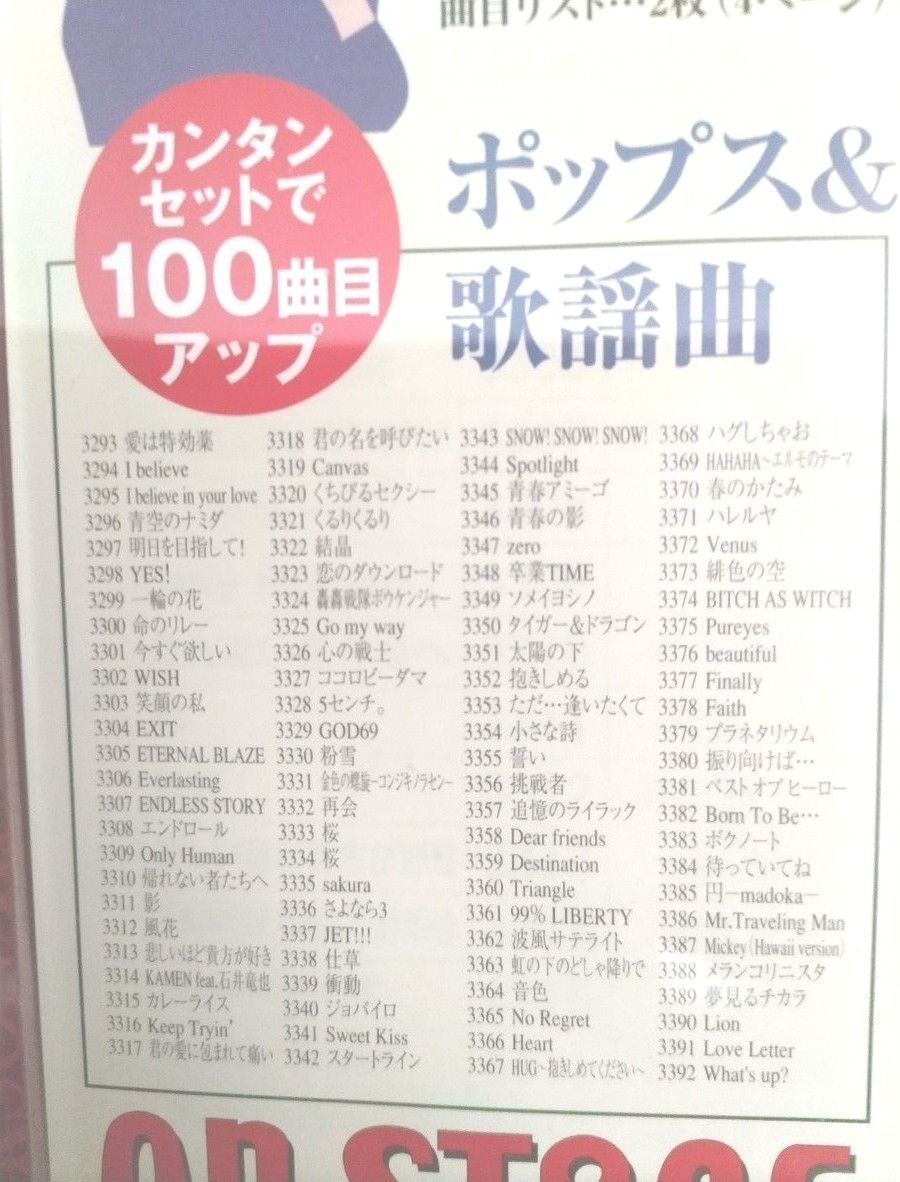 曲目リスト…2枚(4ページ)
カンタン
セットで
100曲目
アップ
ポップス&
歌謡曲
3293 愛は特効薬
3294 I believe
3295 I believe in your love
3296 青空のナミダ
3297 明日を目指して!
3298 YES!
3299 一輪の花
3300 命のリレー
3301 今すぐ欲しい
3302 WISH
3303 笑顔の私
3304 EXIT
3305 ETERNAL BLAZE
3306 Everlasting
3307 ENDLESS STORY
3308 エンドロール
3309 Only Human
3310 帰れない者たちへ
3311 影
3312 風花
3313 悲しいほど貴方が好き
3314 KAMEN feat.石井竜也
3315 カレーライス
3316 Keep Tryin'
3317 君の愛に包まれて痛い
3318 君の名を呼びたい
3319 Canvas
3320 くちびるセクシー
3321 くるりくるり
3322 結晶
3323 恋のダウンロード
3324 轟轟戦隊ボウケンジャー
3325 Go my way
3326 心の戦士
3327 ココロビーダマ
3328 5センチ。
3329 GOD69
3330 粉雪
3331 金色の螺旋-コンジキノラセン-
3332 再会
3333 桜
3334 桜
3335 sakura
3336 さよなら3
3337 JET!!!
3338 仕草
3339 衝動
3340 ジョバイロ
3341 Sweet Kiss
3342 スタートライン
3343 SNOW! SNOW! SNOW!
3344 Spotlight
3345 青春アミーゴ
3346 青春の影
3347 zero
3348 卒業TIME
3349 ソメイヨシノ
3350 タイガー&ドラゴン
3351 太陽の下
3352 抱きしめる
3353 ただ…逢いたくて
3354 小さな詩
3355 誓い
3356 挑戦者
3357 追憶のライラック
3358 Dear friends
3359 Destination
3360 Triangle
3361 99% LIBERTY
3362 波風サテライト
3363 虹の下のどしゃ降りで
3364 音色
3365 No Regret
3366 Heart
3367 HUG~抱きしめてください~
3368 ハグしちゃお
3369 HAHAHA~エルモのテーマ
3370 春のかたみ
3371 ハレルヤ
3372 Venus
3373 緋色の空
3374 BITCH AS WITCH
3375 Pureyes
3376 beautiful
3377 Finally
3378 Faith
3379 プラネタリウム
3380 振り向けば…
3381 ベスト オブ ヒーロー
3382 Born To Be…
3383 ボクノート
3384 待っていてね
3385 円-madoka-
3386 Mr.Traveling Man
3387 Mickey(Hawaii version)
3388 メランコリニスタ
3389 夢見るチカラ
3390 Lion
3391 Love Letter
3392 What's up?
ON STAGE